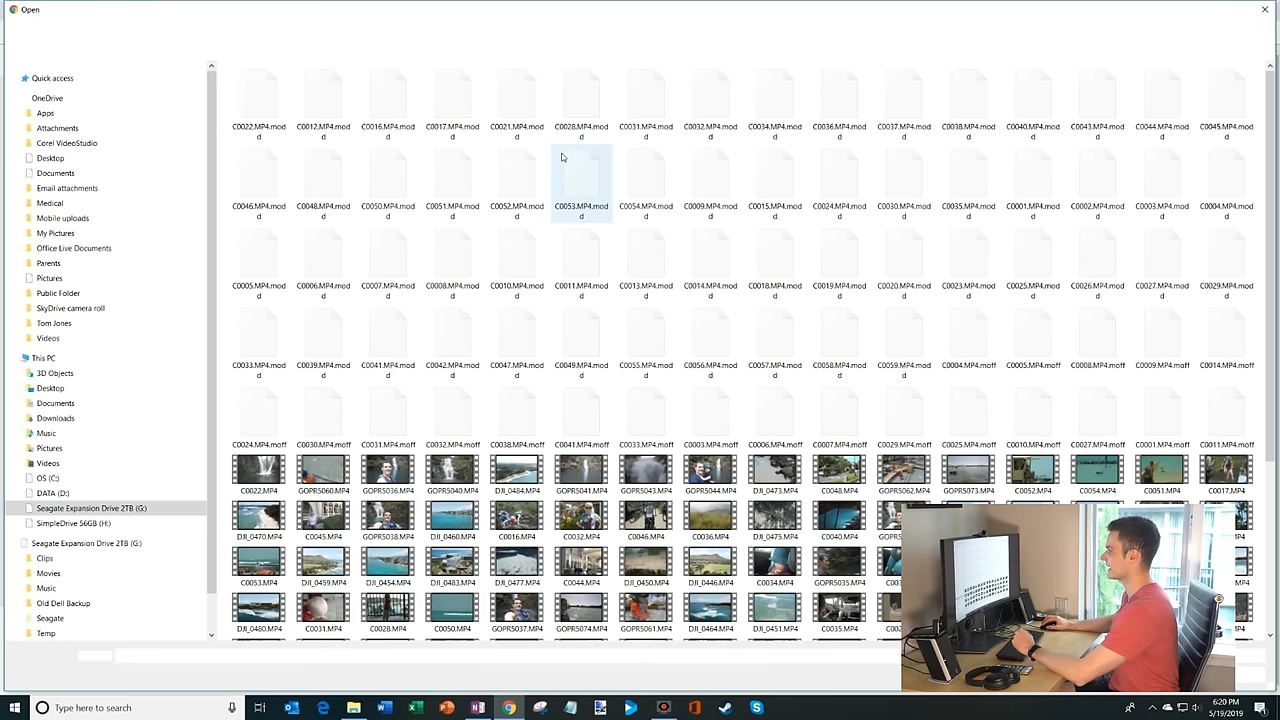 Open
Quick access
OneDrive
Apps
Attachments
Corel VideoStudio
Desktop
Documents
Email attachments
Medical
Mobile uploads
My Pictures
Office Live Documents
Parents
Pictures
Public Folder
SkyDrive camera roll
Tom Jones
Videos
This PC
3D Objects
Desktop
Documents
Downloads
Music
Pictures
Videos
OS (C:)
DATA (D:)
Seagate Expansion Drive 2TB (G:)
SimpleDrive 56GB (H:)
Seagate Expansion Drive 2TB (G:)
Clips
Movies
Music
Old Dell Backup
Seagate
Temp
C0022.MP4.mod C0012.MP4.mod C0016.MP4.mod C0017.MP4.mod C0021.MP4.mod C0028.MP4.mod C0031.MP4.mod C0032.MP4.mod C0034.MP4.mod C0036.MP4.mod C0037.MP4.mod C0038.MP4.mod C0040.MP4.mod C0043.MP4.mod C0044.MP4.mod C0045.MP4.mod
C0046.MP4.mod C0048.MP4.mod C0050.MP4.mod C0051.MP4.mod C0052.MP4.mod C0053.MP4.mod C0054.MP4.mod C0009.MP4.mod C0015.MP4.mod C0024.MP4.mod C0030.MP4.mod C0035.MP4.mod C0001.MP4.mod C0002.MP4.mod C0003.MP4.mod C0004.MP4.mod
C0005.MP4.mod C0006.MP4.mod C0007.MP4.mod C0008.MP4.mod C0010.MP4.mod C0011.MP4.mod C0013.MP4.mod C0014.MP4.mod C0018.MP4.mod C0019.MP4.mod C0020.MP4.mod C0023.MP4.mod C0025.MP4.mod C0026.MP4.mod C0027.MP4.mod C0029.MP4.mod
C0033.MP4.mod C0039.MP4.mod C0041.MP4.mod C0042.MP4.mod C0047.MP4.mod C0049.MP4.mod C0055.MP4.mod C0056.MP4.mod C0057.MP4.mod C0058.MP4.mod C0059.MP4.mod C0004.MP4.moff C0005.MP4.moff C0008.MP4.moff C0009.MP4.moff C0014.MP4.moff
C0024.MP4.moff C0030.MP4.moff C0031.MP4.moff C0032.MP4.moff C0038.MP4.moff C0041.MP4.moff C0033.MP4.moff C0003.MP4.moff C0006.MP4.moff C0007.MP4.moff C0029.MP4.moff C0025.MP4.moff C0010.MP4.moff C0027.MP4.moff C0001.MP4.moff C0011.MP4.moff
C0022.MP4 GOPR5060.MP4 GOPR5036.MP4 GOPR5040.MP4 DJI_0484.MP4 GOPR5041.MP4 GOPR5043.MP4 GOPR5044.MP4 DJI_0473.MP4 C0048.MP4 GOPR5062.MP4 GOPR5073.MP4 C0052.MP4 C0054.MP4 C0051.MP4 C0017.MP4
DJI_0470.MP4 C0045.MP4 GOPR5038.MP4 DJI_0460.MP4 C0016.MP4 C0032.MP4 C0046.MP4 C0036.MP4 DJI_0475.MP4 C0040.MP4
C0053.MP4 DJI_0459.MP4 DJI_0454.MP4 DJI_0483.MP4 DJI_0477.MP4 C0044.MP4 DJI_0450.MP4 DJI_0446.MP4 C0034.MP4 GOPR5035.MP4
DJI_0480.MP4 C0031.MP4 C0028.MP4 C0050.MP4 GOPR5037.MP4 GOPR5074.MP4 GOPR5061.MP4 DJI_0464.MP4 DJI_0451.MP4 C0035.MP4
Type here to search
6:20 PM
5/19/2019